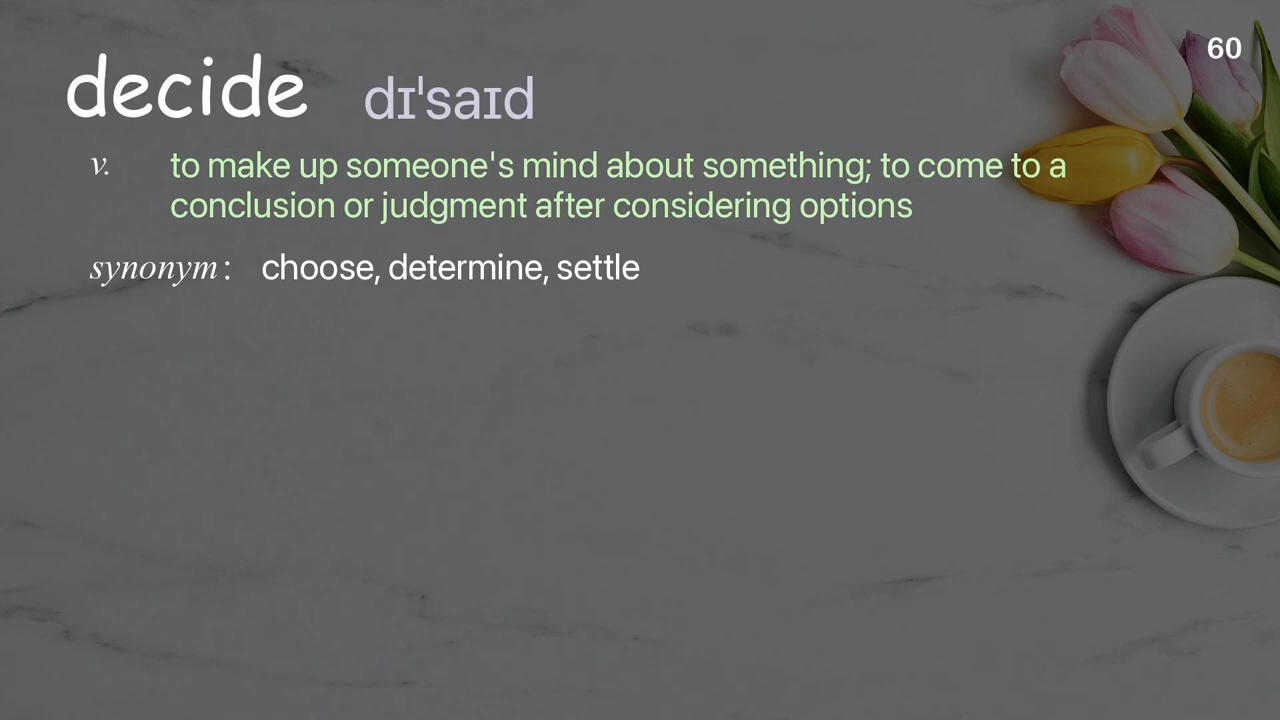 60
decide dɪˈsaɪd
v. to make up someone's mind about something; to come to a
conclusion or judgment after considering options
synonym: choose, determine, settle